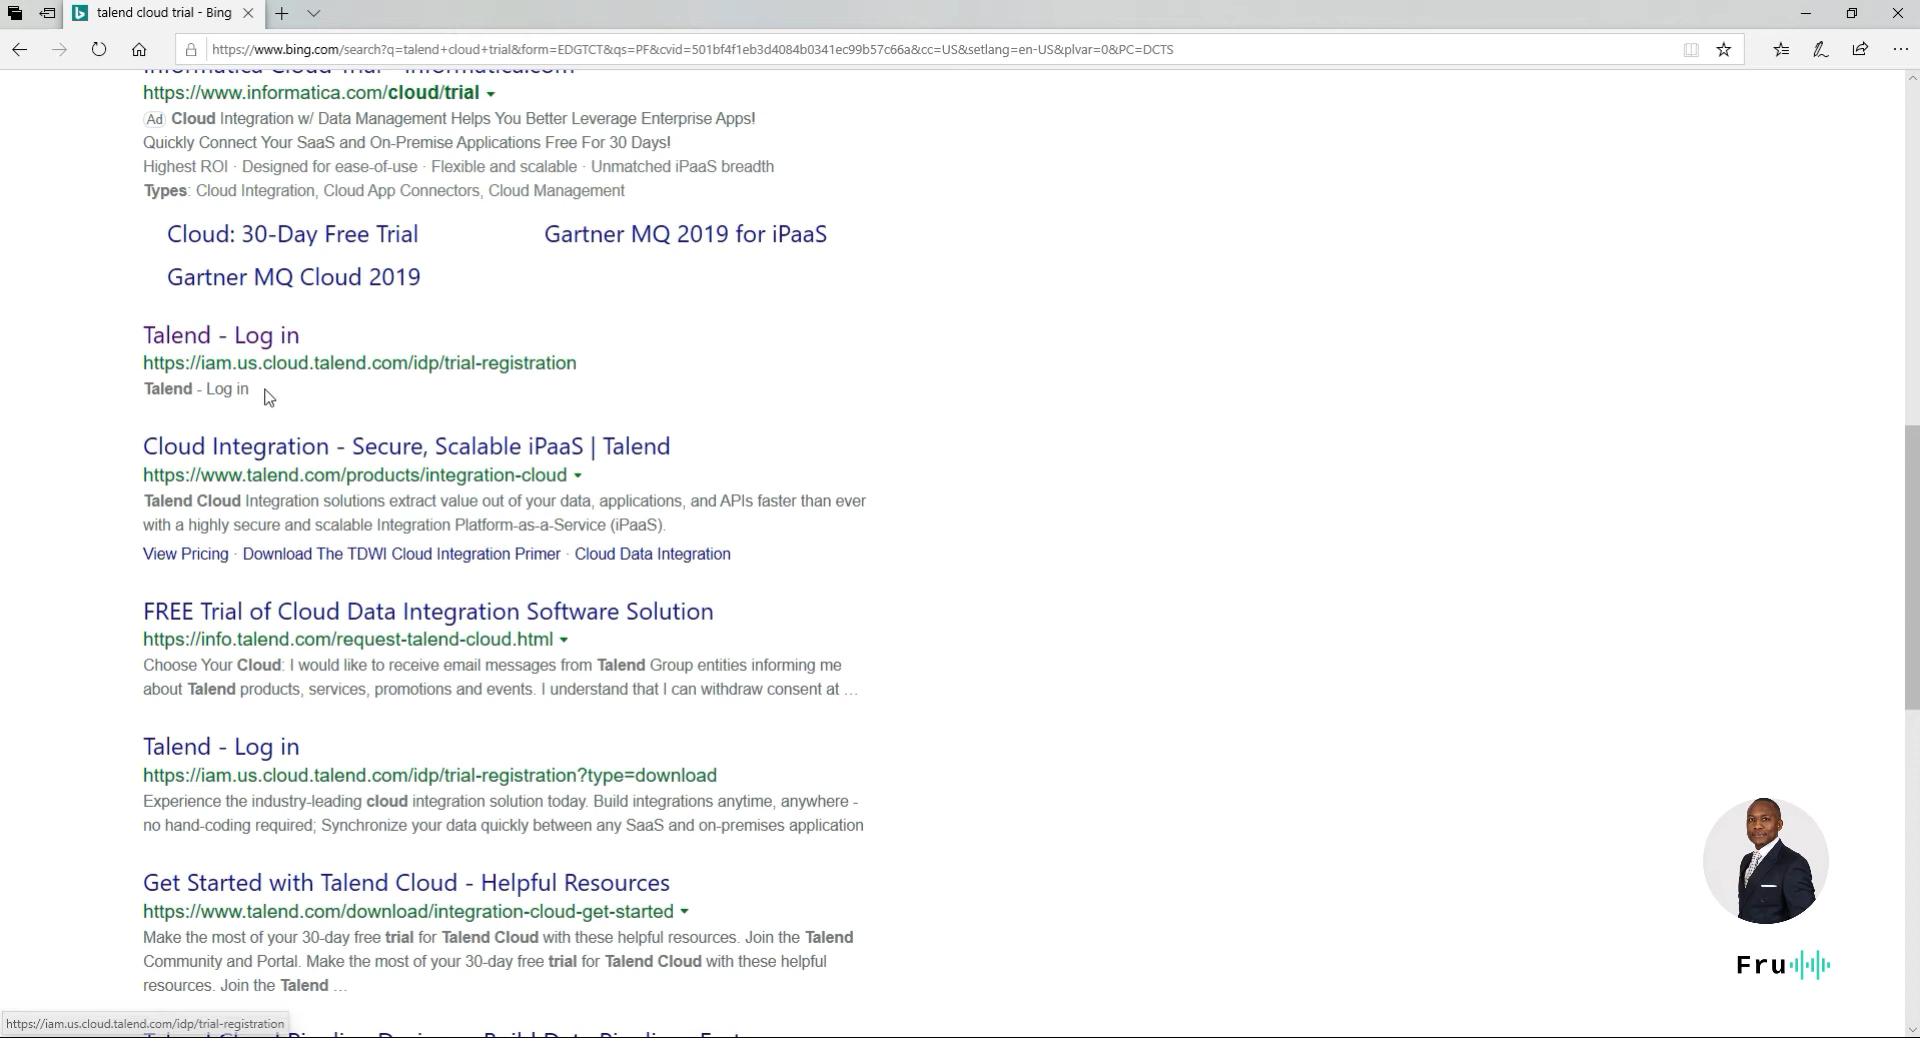 talend cloud trial - Bing
https://www.bing.com/search?q=talend+cloud+trial&form=EDGTCT&qs=PF&cvid=501bf4f1eb3d4084b0341ec99b57c66a&cc=US&setlang=en-US&plvar=0&PC=DCTS
Informatica Cloud Trial - Informatica.com
https://www.informatica.com/cloud/trial
Ad Cloud Integration w/ Data Management Helps You Better Leverage Enterprise Apps!
Quickly Connect Your SaaS and On-Premise Applications Free For 30 Days!
Highest ROI · Designed for ease-of-use · Flexible and scalable · Unmatched iPaaS breadth
Types: Cloud Integration, Cloud App Connectors, Cloud Management
Cloud: 30-Day Free Trial
Gartner MQ 2019 for iPaaS
Gartner MQ Cloud 2019
Talend - Log in
https://iam.us.cloud.talend.com/idp/trial-registration
Talend - Log in
Cloud Integration - Secure, Scalable iPaaS | Talend
https://www.talend.com/products/integration-cloud
Talend Cloud Integration solutions extract value out of your data, applications, and APIs faster than ever
with a highly secure and scalable Integration Platform-as-a-Service (iPaaS).
View Pricing · Download The TDWI Cloud Integration Primer · Cloud Data Integration
FREE Trial of Cloud Data Integration Software Solution
https://info.talend.com/request-talend-cloud.html
Choose Your Cloud: I would like to receive email messages from Talend Group entities informing me
about Talend products, services, promotions and events. I understand that I can withdraw consent at ...
Talend - Log in
https://iam.us.cloud.talend.com/idp/trial-registration?type=download
Experience the industry-leading cloud integration solution today. Build integrations anytime, anywhere -
no hand-coding required; Synchronize your data quickly between any SaaS and on-premises application
Get Started with Talend Cloud - Helpful Resources
https://www.talend.com/download/integration-cloud-get-started
Make the most of your 30-day free trial for Talend Cloud with these helpful resources. Join the Talend
Community and Portal. Make the most of your 30-day free trial for Talend Cloud with these helpful
resources. Join the Talend ...
Fru
https://iam.us.cloud.talend.com/idp/trial-registration